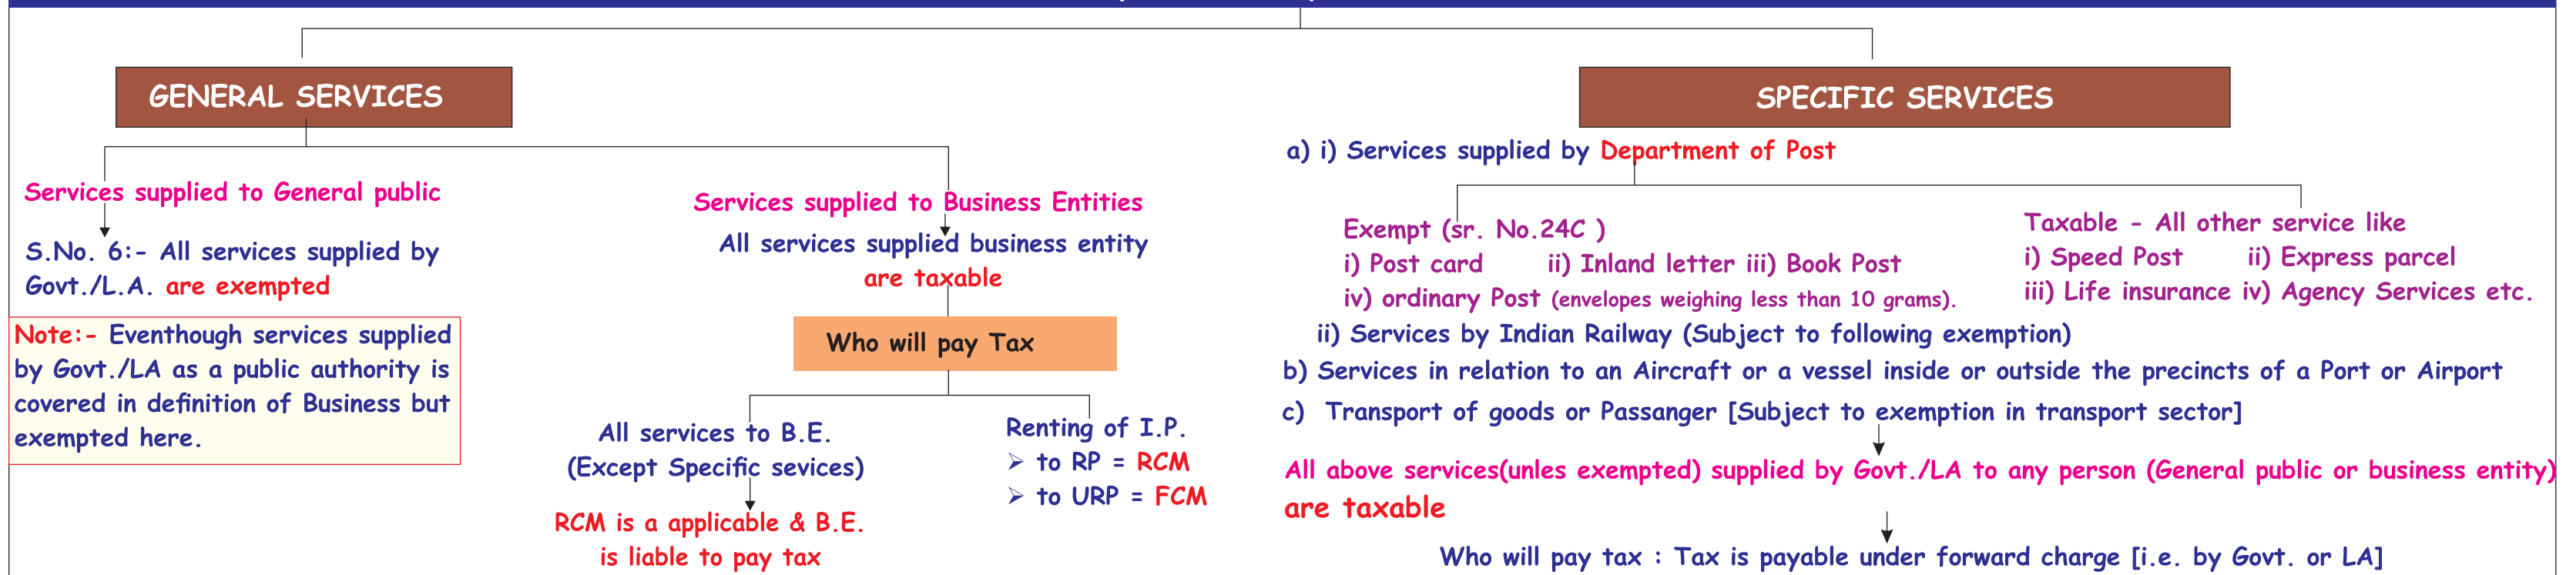 GENERAL SERVICES
Services supplied to General public
S.No. 6:- All services supplied by
Govt./L.A. are exempted
Note:- Eventhough services supplied
by Govt./LA as a public authority is
covered in definition of Business but
exempted here.
Services supplied to Business Entities
All services supplied business entity
are taxable
Who will pay Tax
All services to B.E.
(Except Specific sevices)
RCM is a applicable & B.E.
is liable to pay tax
Renting of I.P.
➢ to RP = RCM
➢ to URP = FCM
SPECIFIC SERVICES
a) i) Services supplied by Department of Post
Exempt (sr. No.24C )
i) Post card ii) Inland letter iii) Book Post
iv) ordinary Post (envelopes weighing less than 10 grams).
Taxable - All other service like
i) Speed Post ii) Express parcel
iii) Life insurance iv) Agency Services etc.
ii) Services by Indian Railway (Subject to following exemption)
b) Services in relation to an Aircraft or a vessel inside or outside the precincts of a Port or Airport
c) Transport of goods or Passanger [Subject to exemption in transport sector]
All above services(unles exempted) supplied by Govt./LA to any person (General public or business entity)
are taxable
Who will pay tax : Tax is payable under forward charge [i.e. by Govt. or LA]